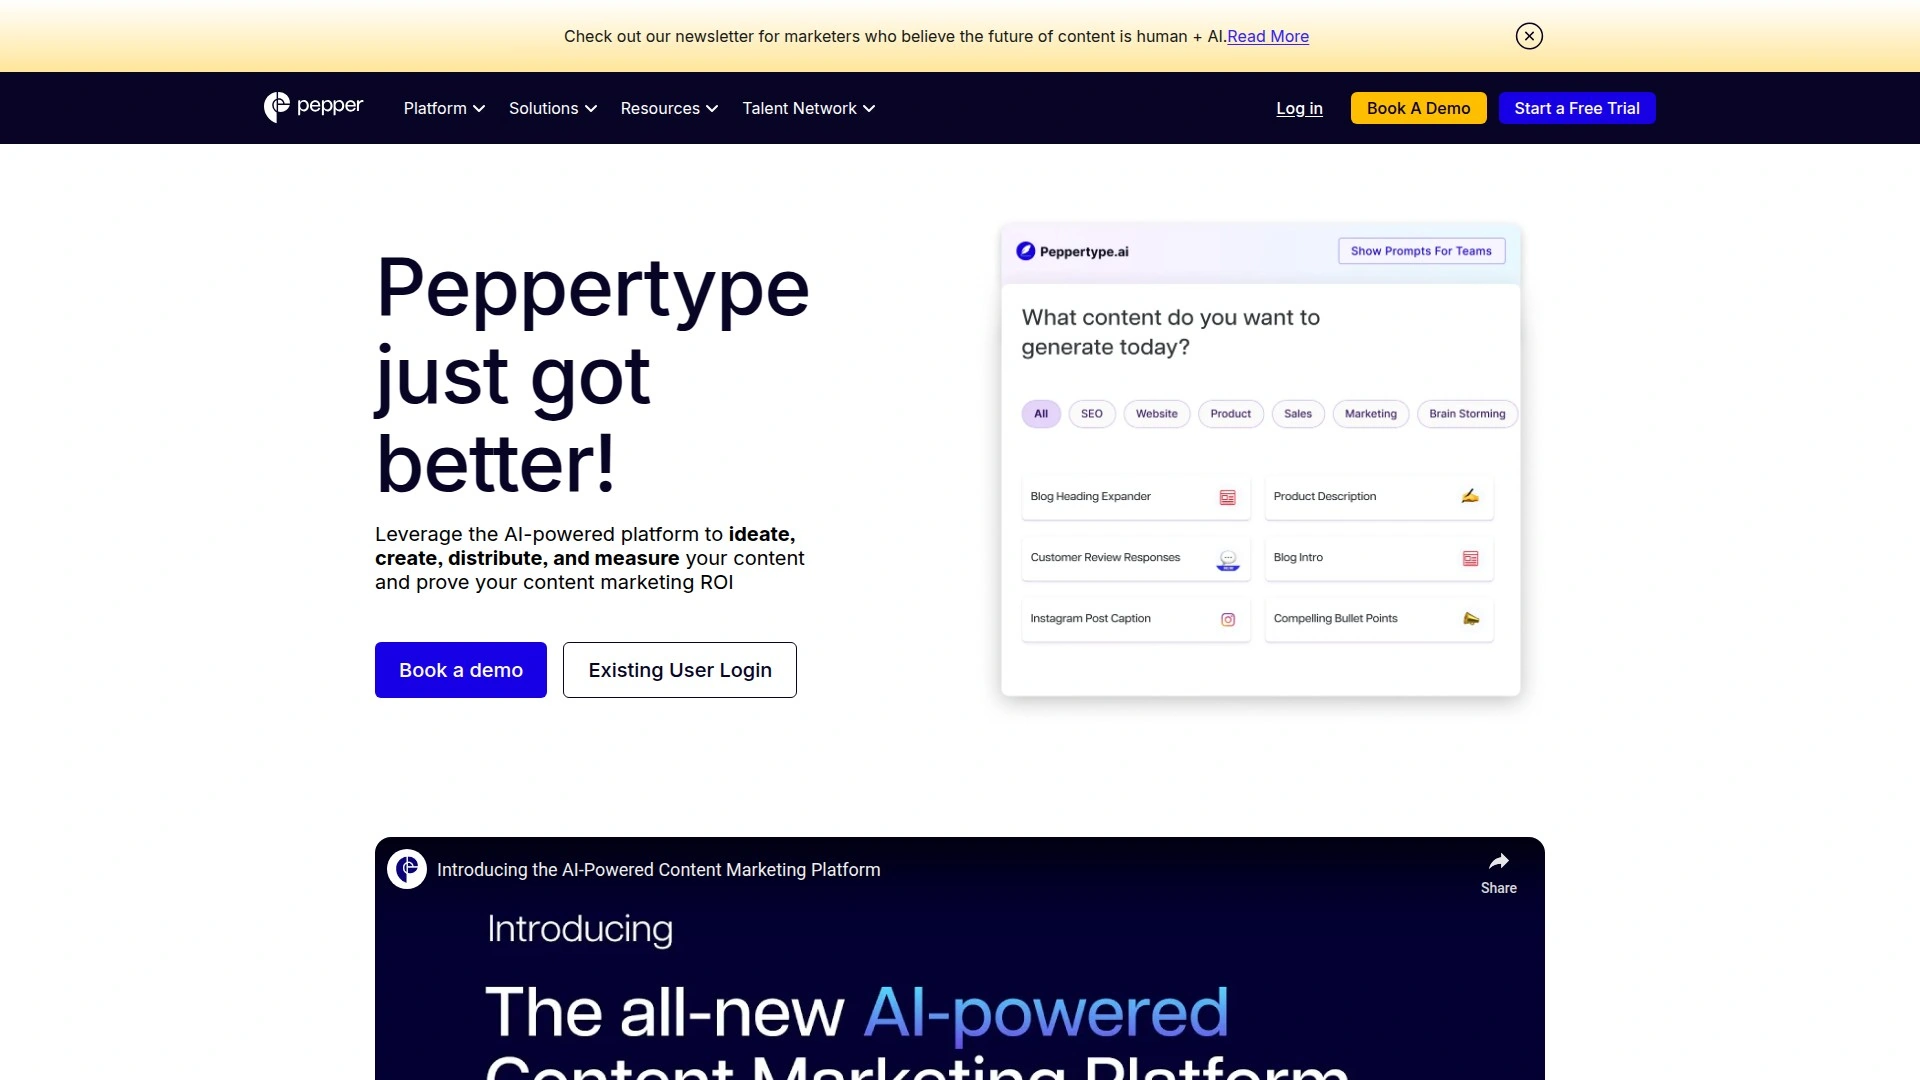 Check out our newsletter for marketers who believe the future of content is human + AI.Read More
pepper Platform Solutions Resources Talent Network Log in Book A Demo Start a Free Trial
Peppertype
just got
better!
Leverage the AI-powered platform to ideate,
create, distribute, and measure your content
and prove your content marketing ROI
Book a demo Existing User Login
Peppertype.ai Show Prompts For Teams
What content do you want to
generate today?
All SEO Website Product Sales Marketing Brain Storming
Blog Heading Expander Product Description
Customer Review Responses Blog Intro
Instagram Post Caption Compelling Bullet Points
Introducing the AI-Powered Content Marketing Platform
Share
Introducing
The all-new AI-powered
Content Marketing Platform